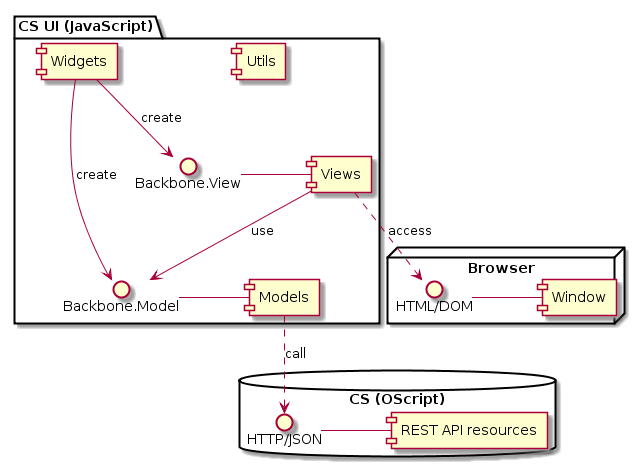 CS UI (JavaScript)
Widgets
Utils
create
create
Backbone.View
Views
use
access
Browser
Backbone.Model
Models
HTML/DOM
Window
call
CS (OScript)
HTTP/JSON
REST API resources